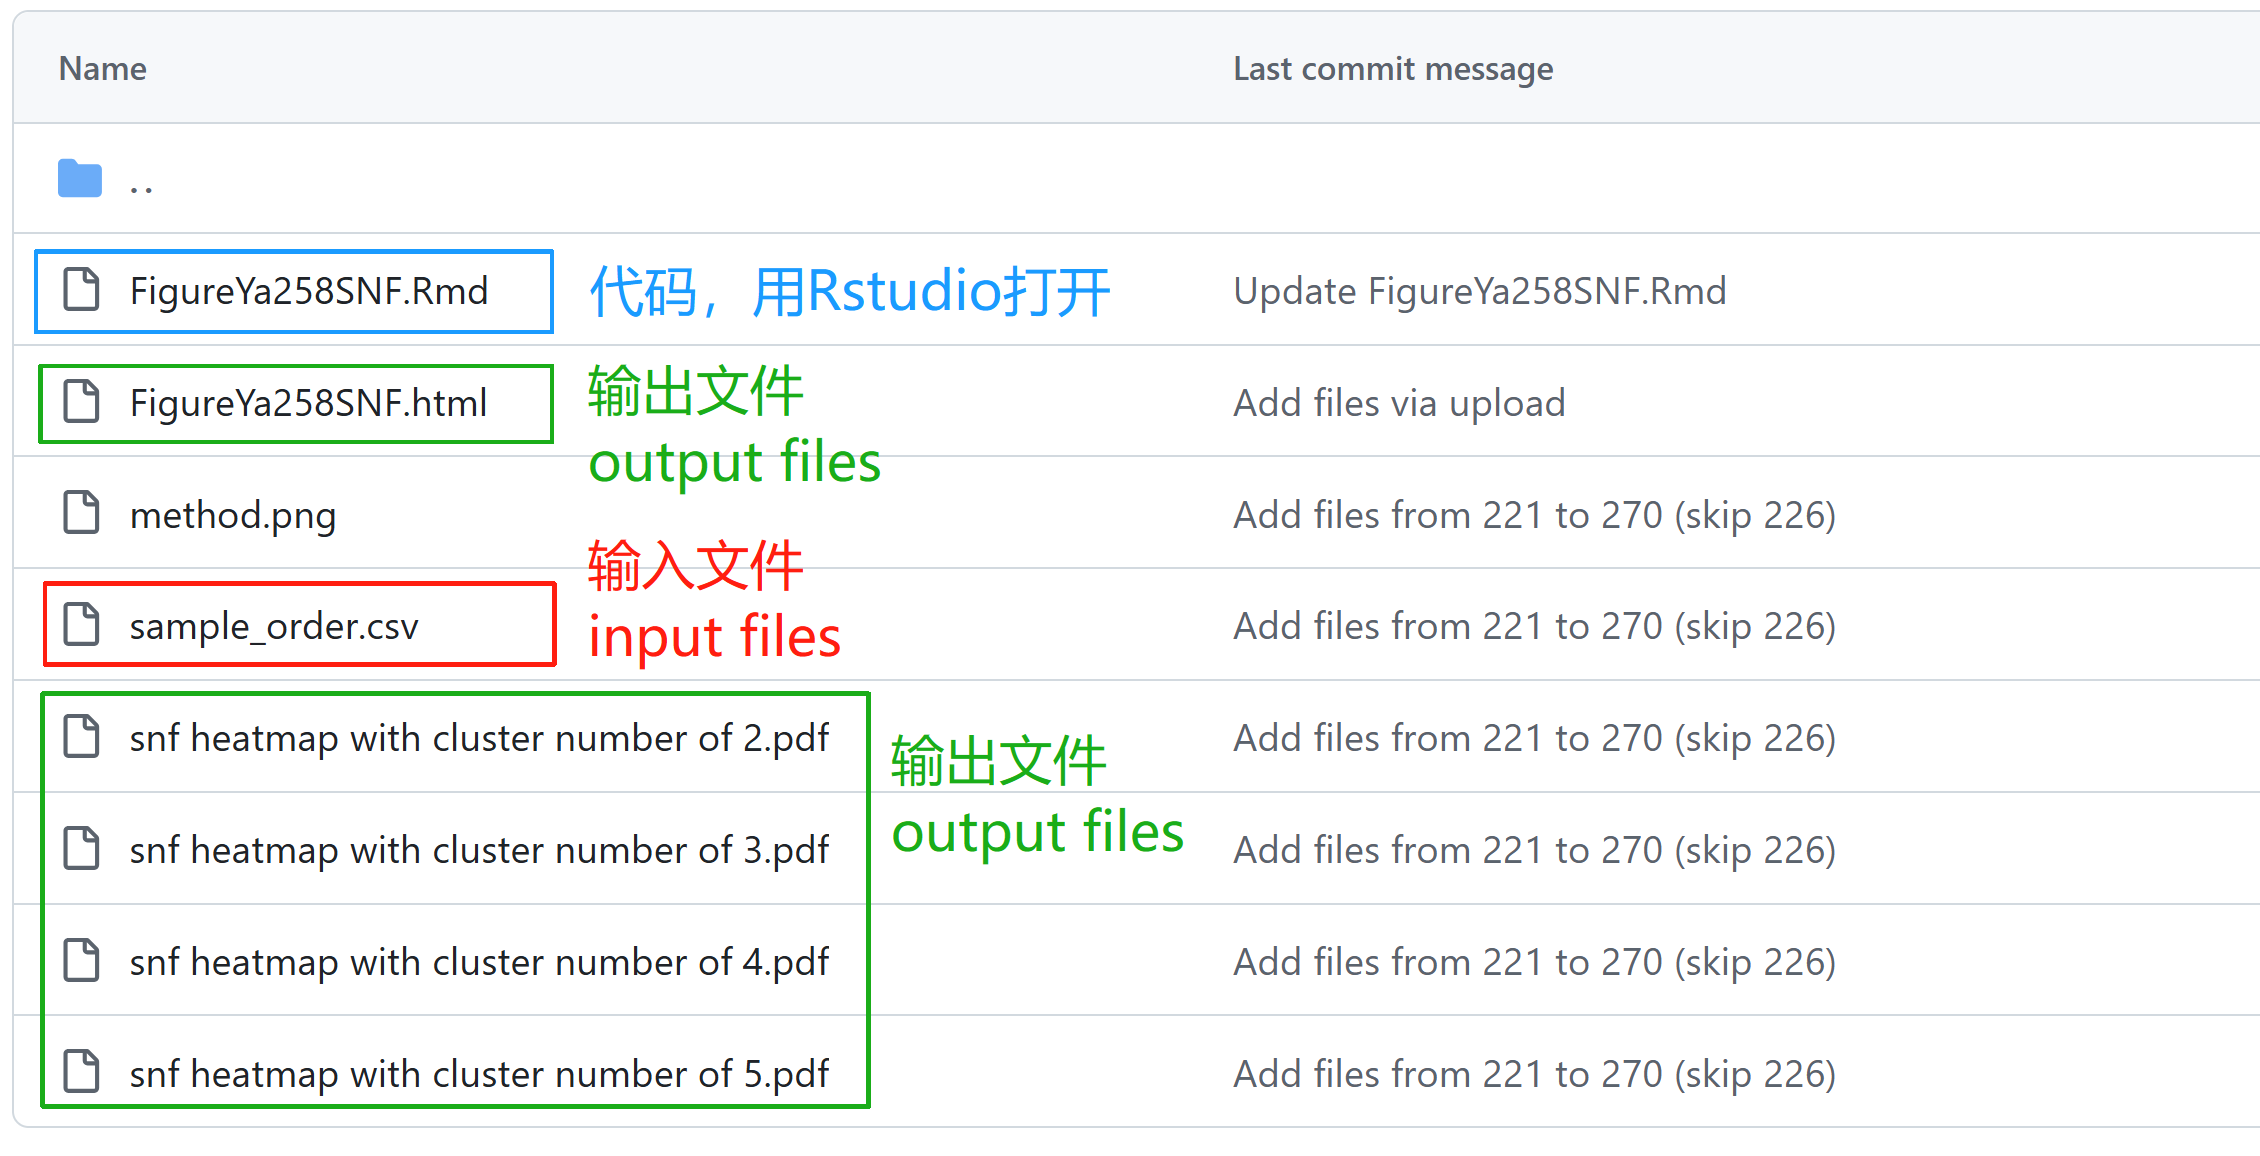 Name Last commit message
..
FigureYa258SNF.Rmd 代码，用Rstudio打开 Update FigureYa258SNF.Rmd
FigureYa258SNF.html 输出文件 Add files via upload
output files
method.png Add files from 221 to 270 (skip 226)
输入文件
sample_order.csv input files Add files from 221 to 270 (skip 226)
snf heatmap with cluster number of 2.pdf 输出文件 Add files from 221 to 270 (skip 226)
output files
snf heatmap with cluster number of 3.pdf Add files from 221 to 270 (skip 226)
snf heatmap with cluster number of 4.pdf Add files from 221 to 270 (skip 226)
snf heatmap with cluster number of 5.pdf Add files from 221 to 270 (skip 226)